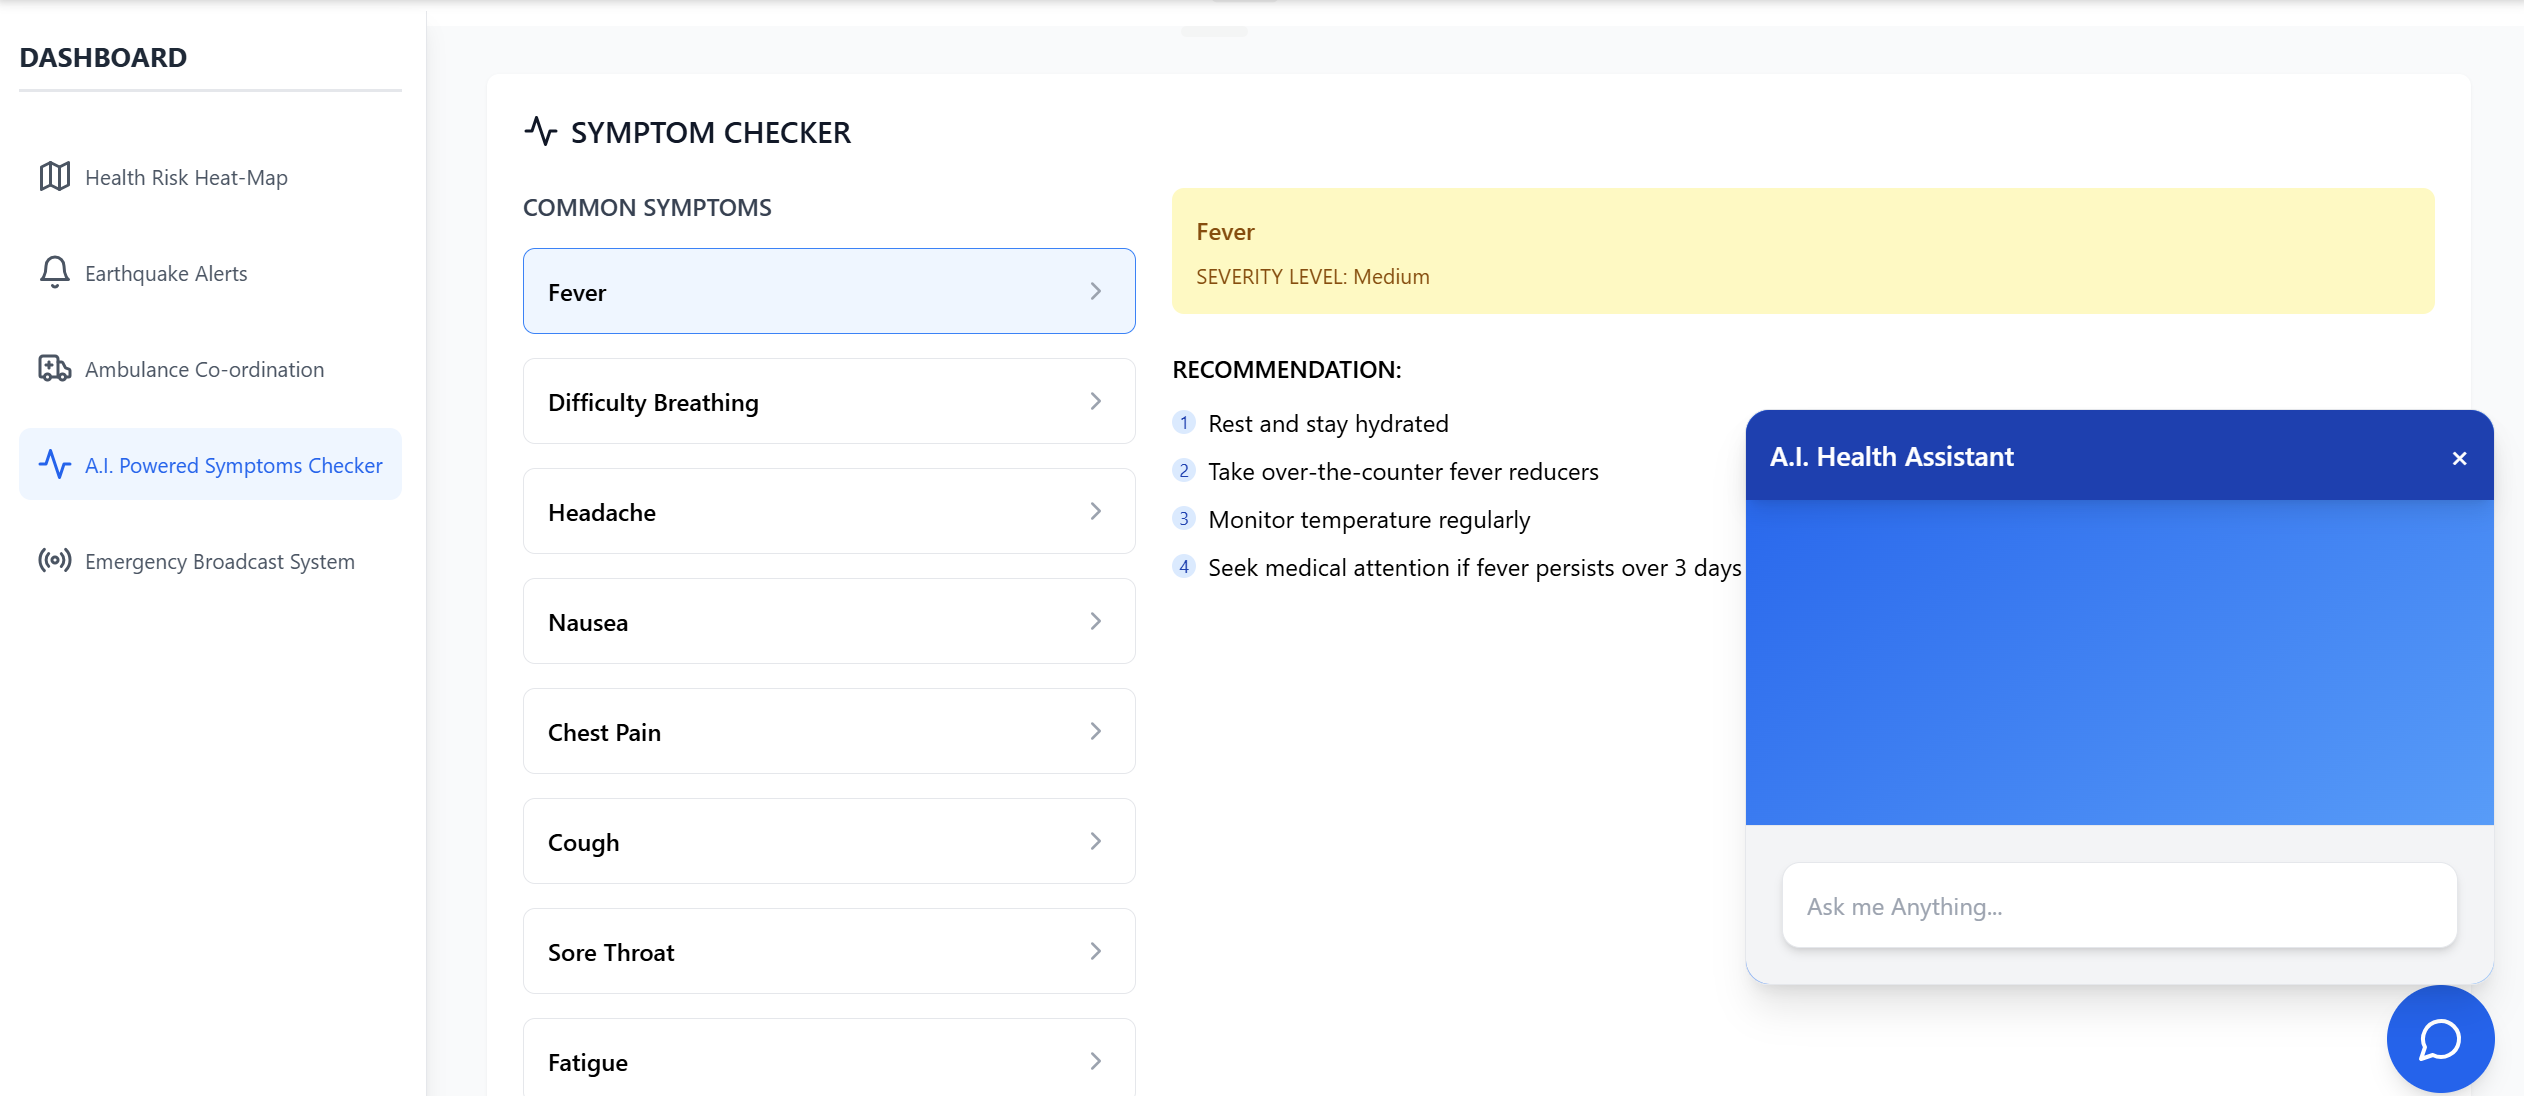 DASHBOARD
Health Risk Heat-Map
Earthquake Alerts
Ambulance Co-ordination
A.I. Powered Symptoms Checker
Emergency Broadcast System
SYMPTOM CHECKER
COMMON SYMPTOMS
Fever
Difficulty Breathing
Headache
Nausea
Chest Pain
Cough
Sore Throat
Fatigue
Fever
SEVERITY LEVEL: Medium
RECOMMENDATION:
1 Rest and stay hydrated
2 Take over-the-counter fever reducers
3 Monitor temperature regularly
4 Seek medical attention if fever persists over 3 days
A.I. Health Assistant
Ask me Anything...